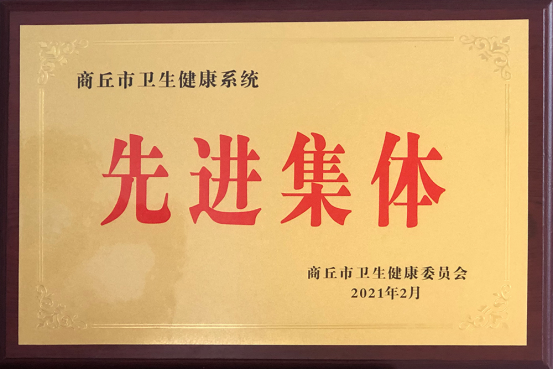 商丘市卫生健康系统
先进集体
商丘市卫生健康委员会
2021年2月